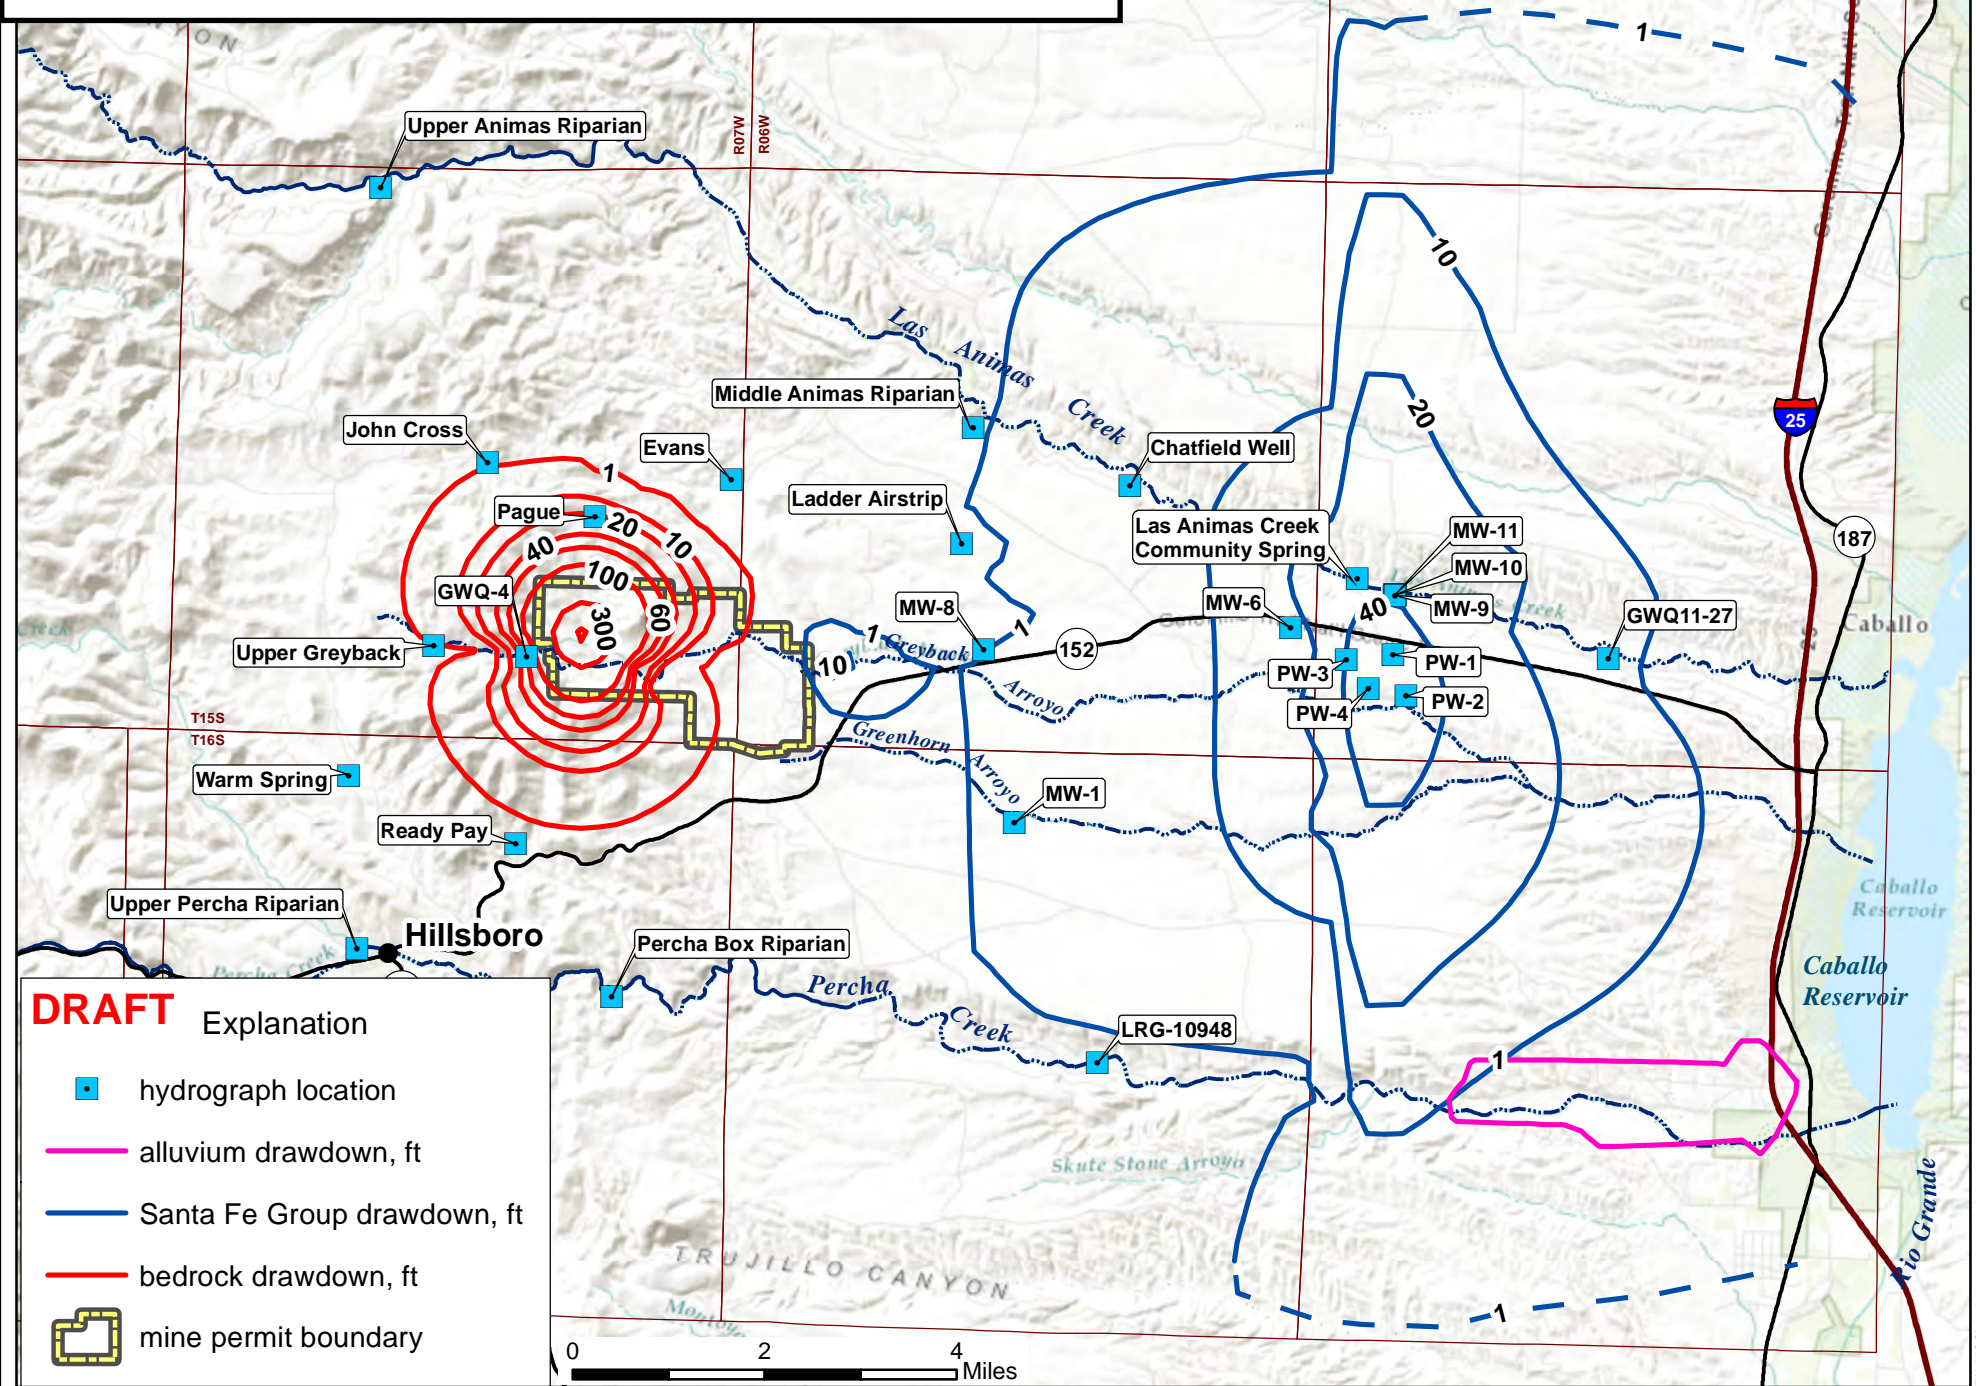 YON
Upper Animas Riparian
R07W
R06W
1
10
Las
Animas
Creek
Middle Animas Riparian
20
25
John Cross
1
Evans
Chatfield Well
Pague
20
10
Ladder Airstrip
40
Las Animas Creek
Community Spring
MW-11
187
100
MW-10
GWQ-4
MW-9
40
Creek
300
60
MW-8
1
MW-6
GWQ11-27
Caballo
Upper Greyback
1
Greyback
152
PW-1
10
PW-3
Arroyo
PW-2
PW-4
T15S
T16S
Greenhorn
Arroyo
Warm Spring
MW-1
Ready Pay
Caballo
Reservoir
Upper Percha Riparian
Hillsboro
Percha Box Riparian
Percha Creek
Percha
Creek
Caballo
Reservoir
DRAFT
Explanation
LRG-10948
1
hydrograph location
alluvium drawdown, ft
Skute Stone Arroyo
Santa Fe Group drawdown, ft
Rio Grande
TRUJILLO CANYON
bedrock drawdown, ft
1
mine permit boundary
0 2 4
Miles